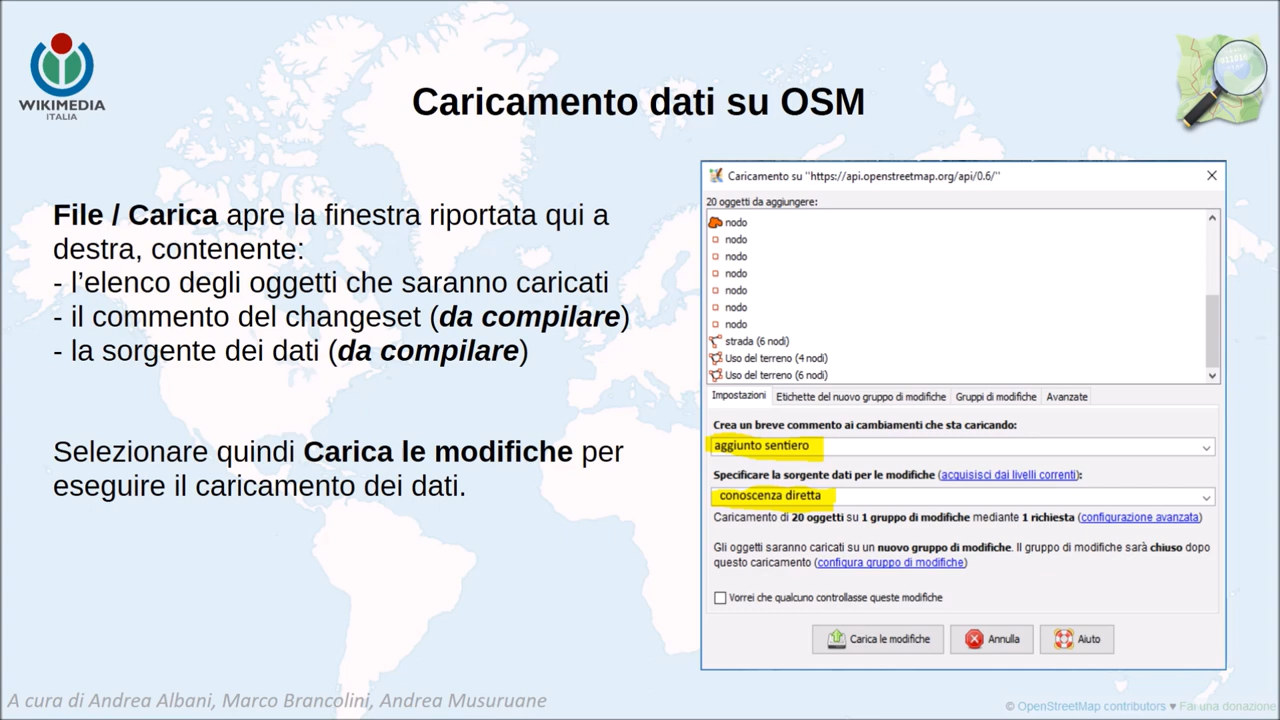 WIKIMEDIA
ITALIA
Caricamento dati su OSM
File / Carica apre la finestra riportata qui a
destra, contenente:
- l’elenco degli oggetti che saranno caricati
- il commento del changeset (da compilare)
- la sorgente dei dati (da compilare)
Selezionare quindi Carica le modifiche per
eseguire il caricamento dei dati.
Caricamento su "https://api.openstreetmap.org/api/0.6/"
20 oggetti da aggiungere:
nodo
nodo
nodo
nodo
nodo
nodo
nodo
strada (6 nodi)
Uso del terreno (4 nodi)
Uso del terreno (6 nodi)
Impostazioni Etichette del nuovo gruppo di modifiche Gruppi di modifiche Avanzate
Crea un breve commento ai cambiamenti che sta caricando:
aggiunto sentiero
Specificare la sorgente dati per le modifiche (acquisisci dai livelli correnti):
conoscenza diretta
Caricamento di 20 oggetti su 1 gruppo di modifiche mediante 1 richiesta (configurazione avanzata)
Gli oggetti saranno caricati su un nuovo gruppo di modifiche. Il gruppo di modifiche sarà chiuso dopo
questo caricamento (configura gruppo di modifiche)
Vorrei che qualcuno controllasse queste modifiche
Carica le modifiche Annulla Aiuto
A cura di Andrea Albani, Marco Brancolini, Andrea Musuruane
© OpenStreetMap contributors ♥ Fai una donazione